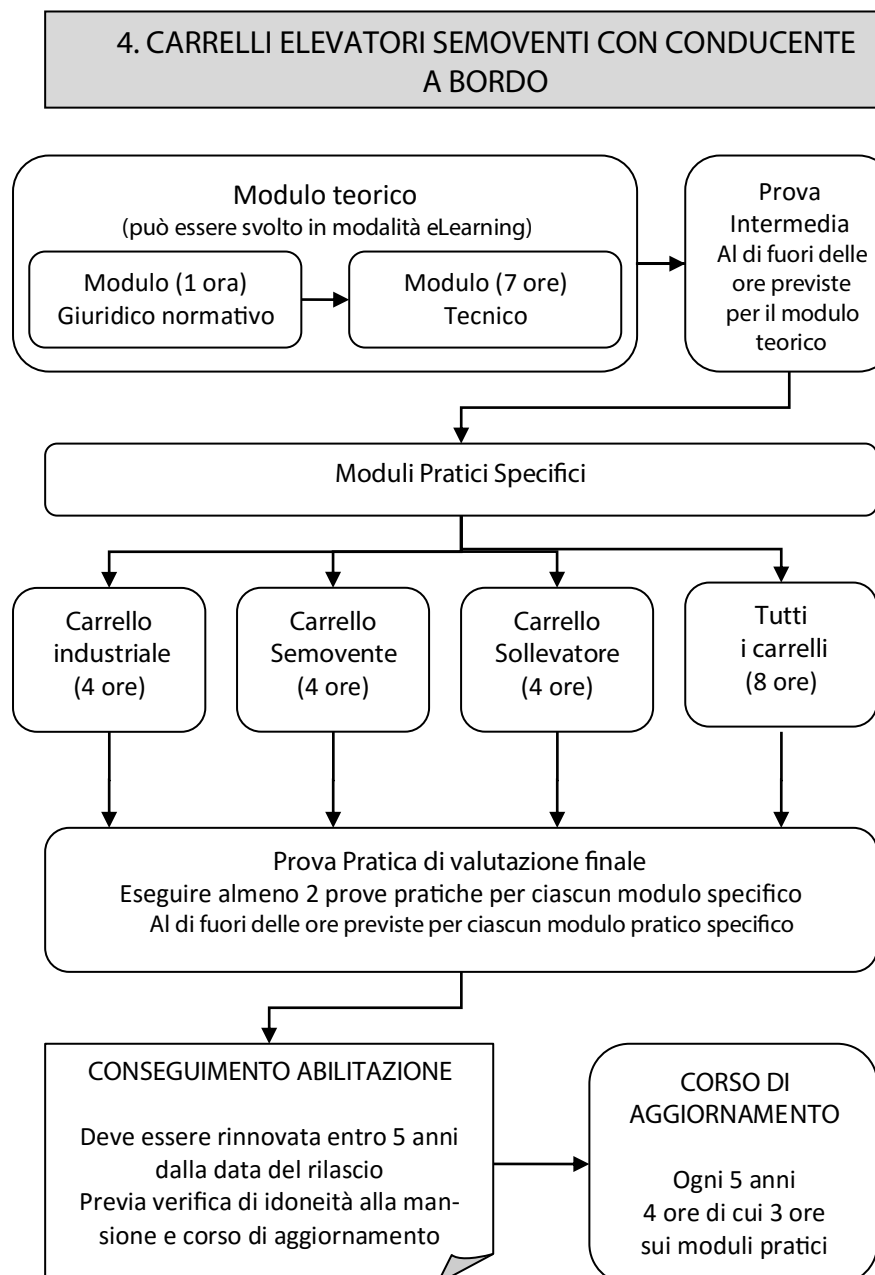 4. CARRELLI ELEVATORI SEMOVENTI CON CONDUCENTE
A BORDO
Modulo teorico
(può essere svolto in modalità eLearning)
Modulo (1 ora)
Giuridico normativo
Modulo (7 ore)
Tecnico
Prova
Intermedia
Al di fuori delle
ore previste
per il modulo
teorico
Moduli Pratici Specifici
Carrello
industriale
(4 ore)
Carrello
Semovente
(4 ore)
Carrello
Sollevatore
(4 ore)
Tutti
i carrelli
(8 ore)
Prova Pratica di valutazione finale
Eseguire almeno 2 prove pratiche per ciascun modulo specifico
Al di fuori delle ore previste per ciascun modulo pratico specifico
CONSEGUIMENTO ABILITAZIONE
Deve essere rinnovata entro 5 anni
dalla data del rilascio
Previa verifica di idoneità alla man-
sione e corso di aggiornamento
CORSO DI
AGGIORNAMENTO
Ogni 5 anni
4 ore di cui 3 ore
sui moduli pratici